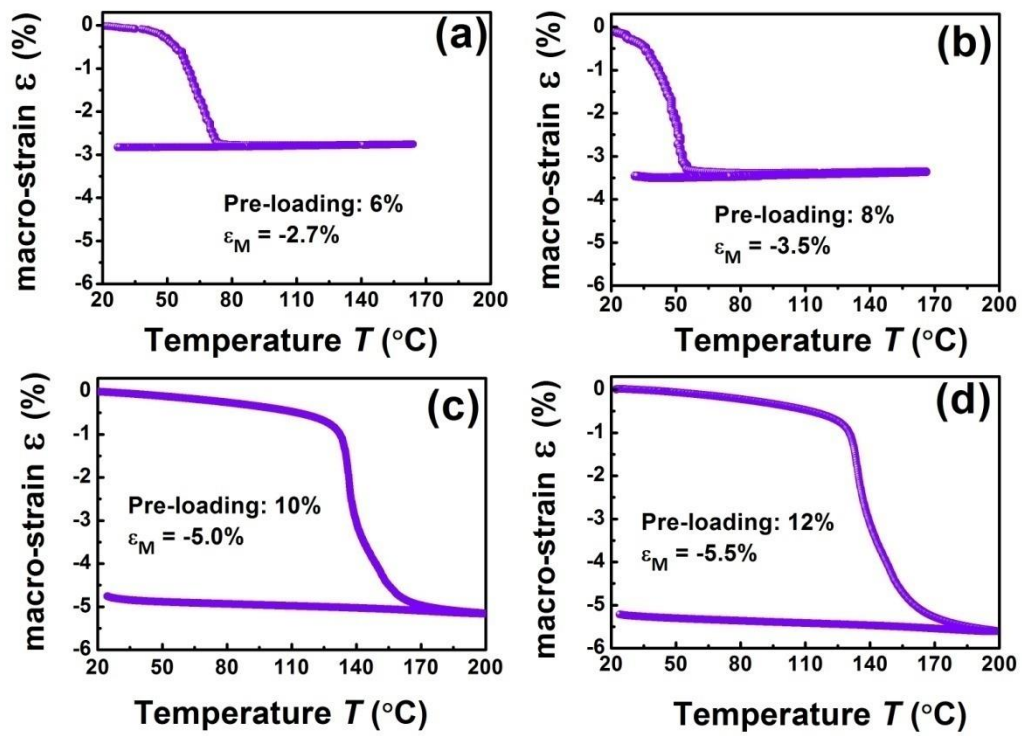 (a)
macro-strain ε (%)
0
-1
-2
-3
-4
-5
-6
Pre-loading: 6%
εM = -2.7%
20 50 80 110 140 170 200
Temperature T (°C)
(b)
macro-strain ε (%)
0
-1
-2
-3
-4
-5
-6
Pre-loading: 8%
εM = -3.5%
20 50 80 110 140 170 200
Temperature T (°C)
(c)
macro-strain ε (%)
0
-1
-2
-3
-4
-5
-6
Pre-loading: 10%
εM = -5.0%
20 50 80 110 140 170 200
Temperature T (°C)
(d)
macro-strain ε (%)
0
-1
-2
-3
-4
-5
-6
Pre-loading: 12%
εM = -5.5%
20 50 80 110 140 170 200
Temperature T (°C)